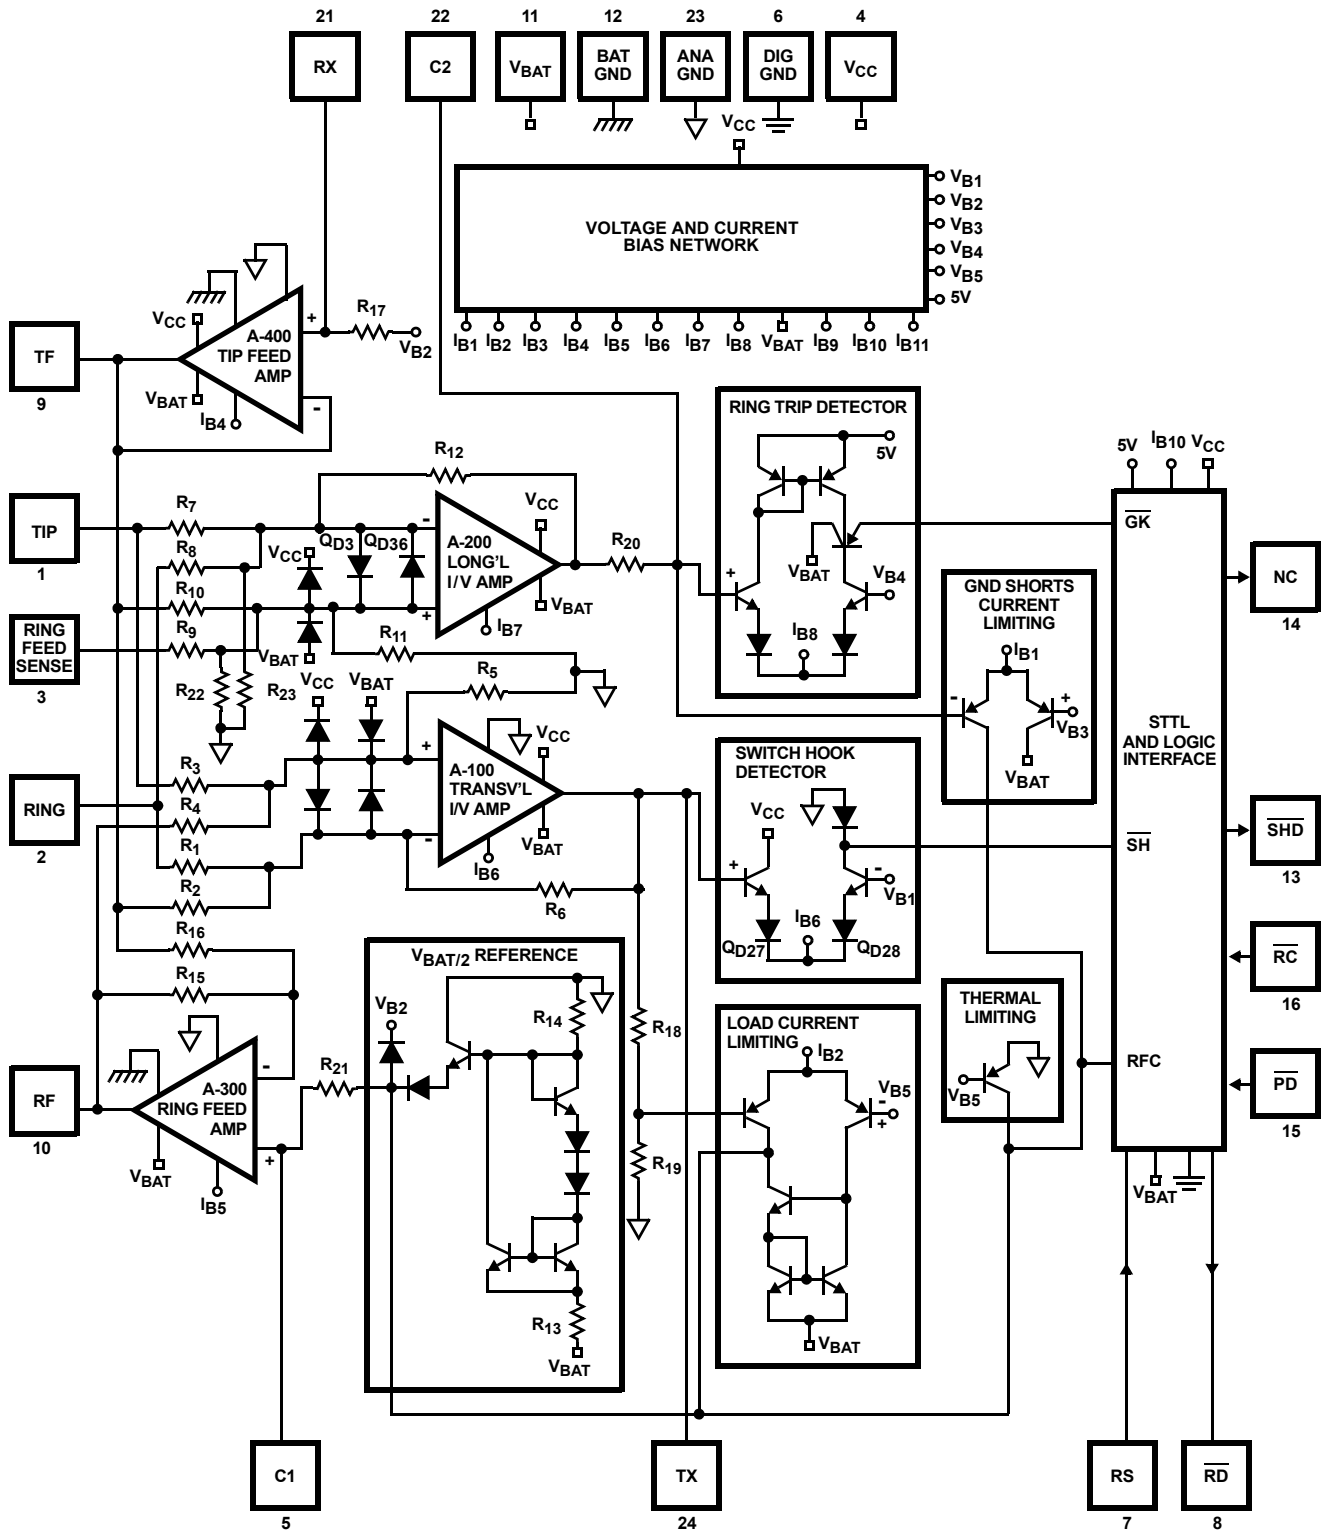 21 22 11 12 23 6 4
RX
C2
VBAT
BAT
GND
ANA
GND
DIG
GND
VCC
VCC
VOLTAGE AND CURRENT
BIAS NETWORK
VB1
VB2
VB3
VB4
VB5
5V
IB1 IB2 IB3 IB4 IB5 IB6 IB7 IB8 VBAT IB9 IB10 IB11
TF
9
VCC
A-400
TIP FEED
AMP
VBAT
IB4
+
-
R17
VB2
TIP
1
RING
FEED
SENSE
3
RING
2
R7
R8
R10
R9
R22
R23
R12
VCC
QD3
QD36
VBAT
-
+
A-200
LONG'L
I/V AMP
VCC
VBAT
IB7
R20
R11
R5
VCC
VBAT
R3
R4
R1
R2
R16
R15
+
-
A-100
TRANSV'L
I/V AMP
VCC
VBAT
IB6
R6
RING TRIP DETECTOR
5V
VBAT
VB4
+
IB8
GND SHORTS
CURRENT
LIMITING
IB1
-
+
VB3
VBAT
SWITCH HOOK
DETECTOR
VCC
+
-
VB1
IB6
QD27
QD28
5V
IB10
VCC
GK
STTL
AND LOGIC
INTERFACE
SH
RFC
VBAT
NC
14
SHD
13
RC
16
PD
15
VBAT/2 REFERENCE
VB2
R14
R13
VBAT
R18
R19
LOAD CURRENT
LIMITING
IB2
VB5
-
+
VBAT
THERMAL
LIMITING
VB5
RF
10
A-300
RING FEED
AMP
-
+
VBAT
IB5
R21
C1
5
TX
24
RS
7
RD
8